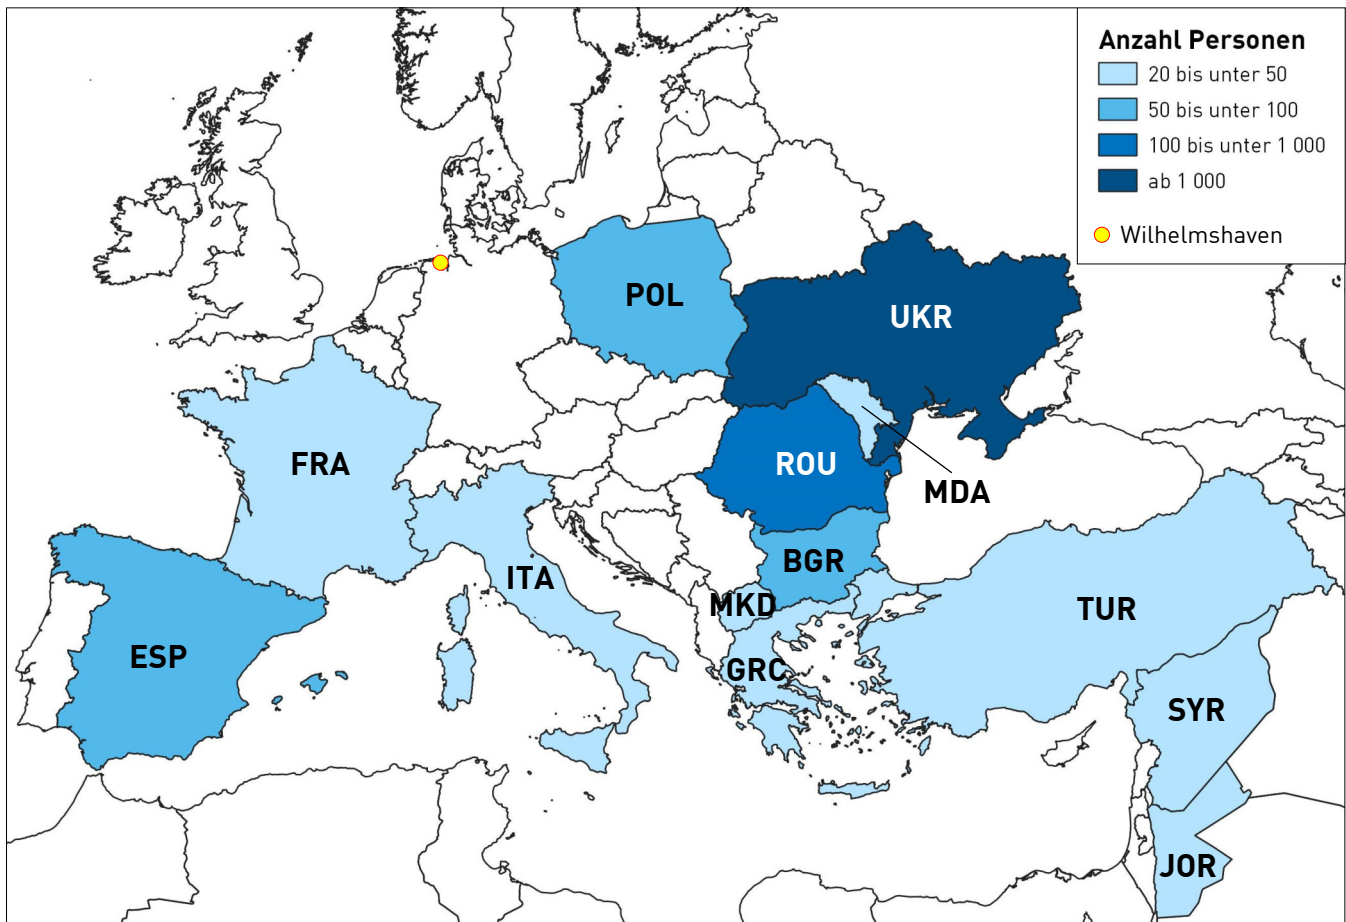 Anzahl Personen
20 bis unter 50
50 bis unter 100
100 bis unter 1 000
ab 1 000
Wilhelmshaven
POL
UKR
FRA
ROU
MDA
BGR
ITA
MKD
TUR
ESP
GRC
SYR
JOR